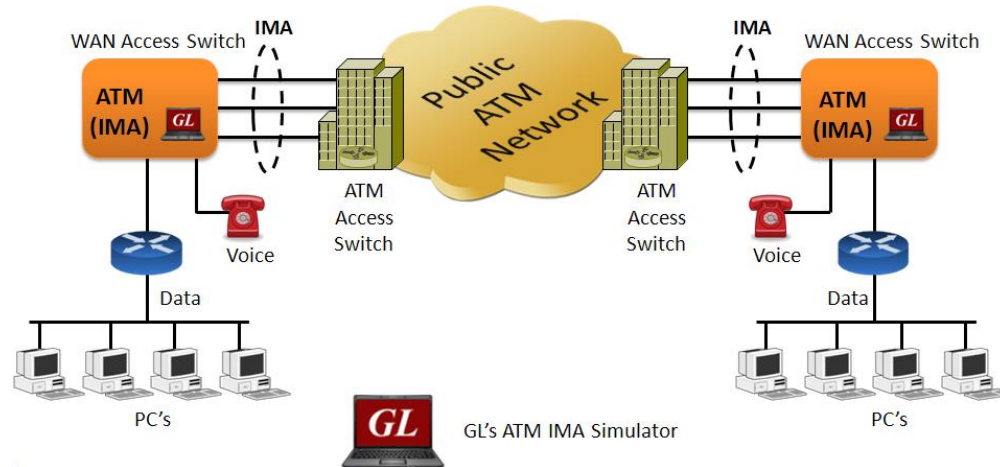 WAN Access Switch
IMA
ATM
(IMA)
GL
Public
ATM
Network
IMA
WAN Access Switch
ATM
(IMA)
GL
ATM
Access
Switch
ATM
Access
Switch
Voice
Voice
Data
Data
PC's
PC's
GL
GL's ATM IMA Simulator